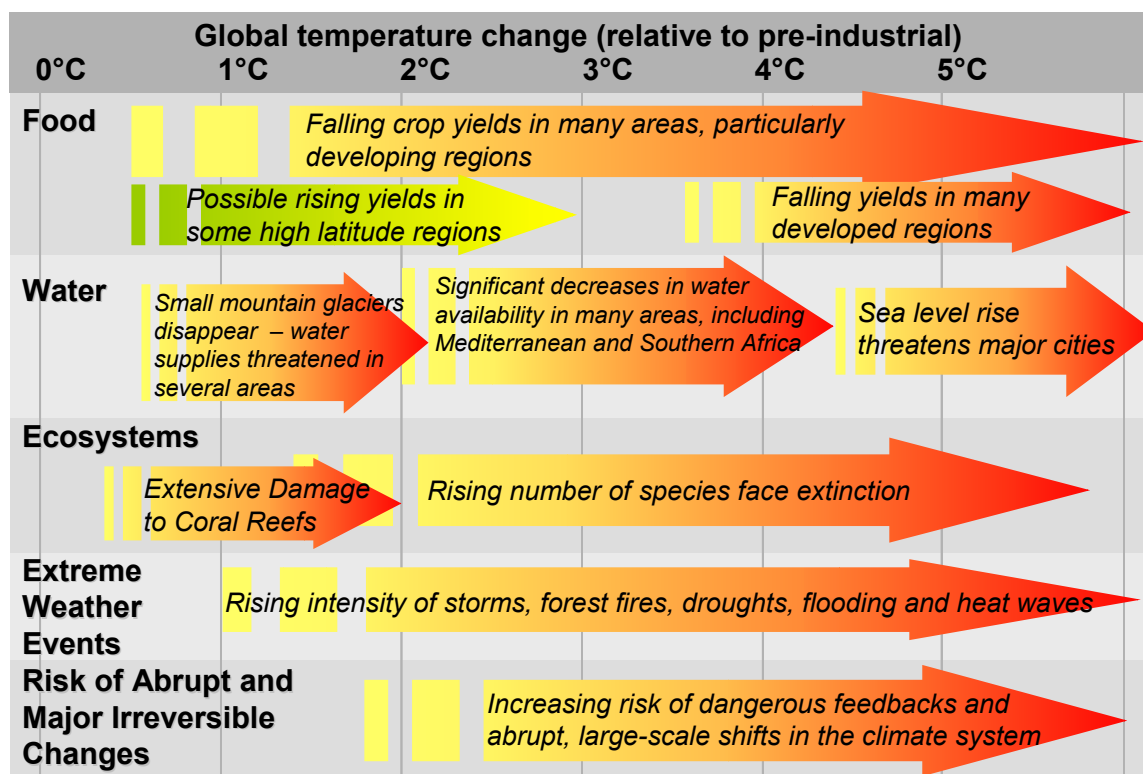 Global temperature change (relative to pre-industrial)
0°C 1°C 2°C 3°C 4°C 5°C
Food
Falling crop yields in many areas, particularly
developing regions
Possible rising yields in
some high latitude regions
Falling yields in many
developed regions
Water
Small mountain glaciers
disappear – water
supplies threatened in
several areas
Significant decreases in water
availability in many areas, including
Mediterranean and Southern Africa
Sea level rise
threatens major cities
Ecosystems
Extensive Damage
to Coral Reefs
Rising number of species face extinction
Extreme
Weather
Events
Rising intensity of storms, forest fires, droughts, flooding and heat waves
Risk of Abrupt and
Major Irreversible
Changes
Increasing risk of dangerous feedbacks and
abrupt, large-scale shifts in the climate system